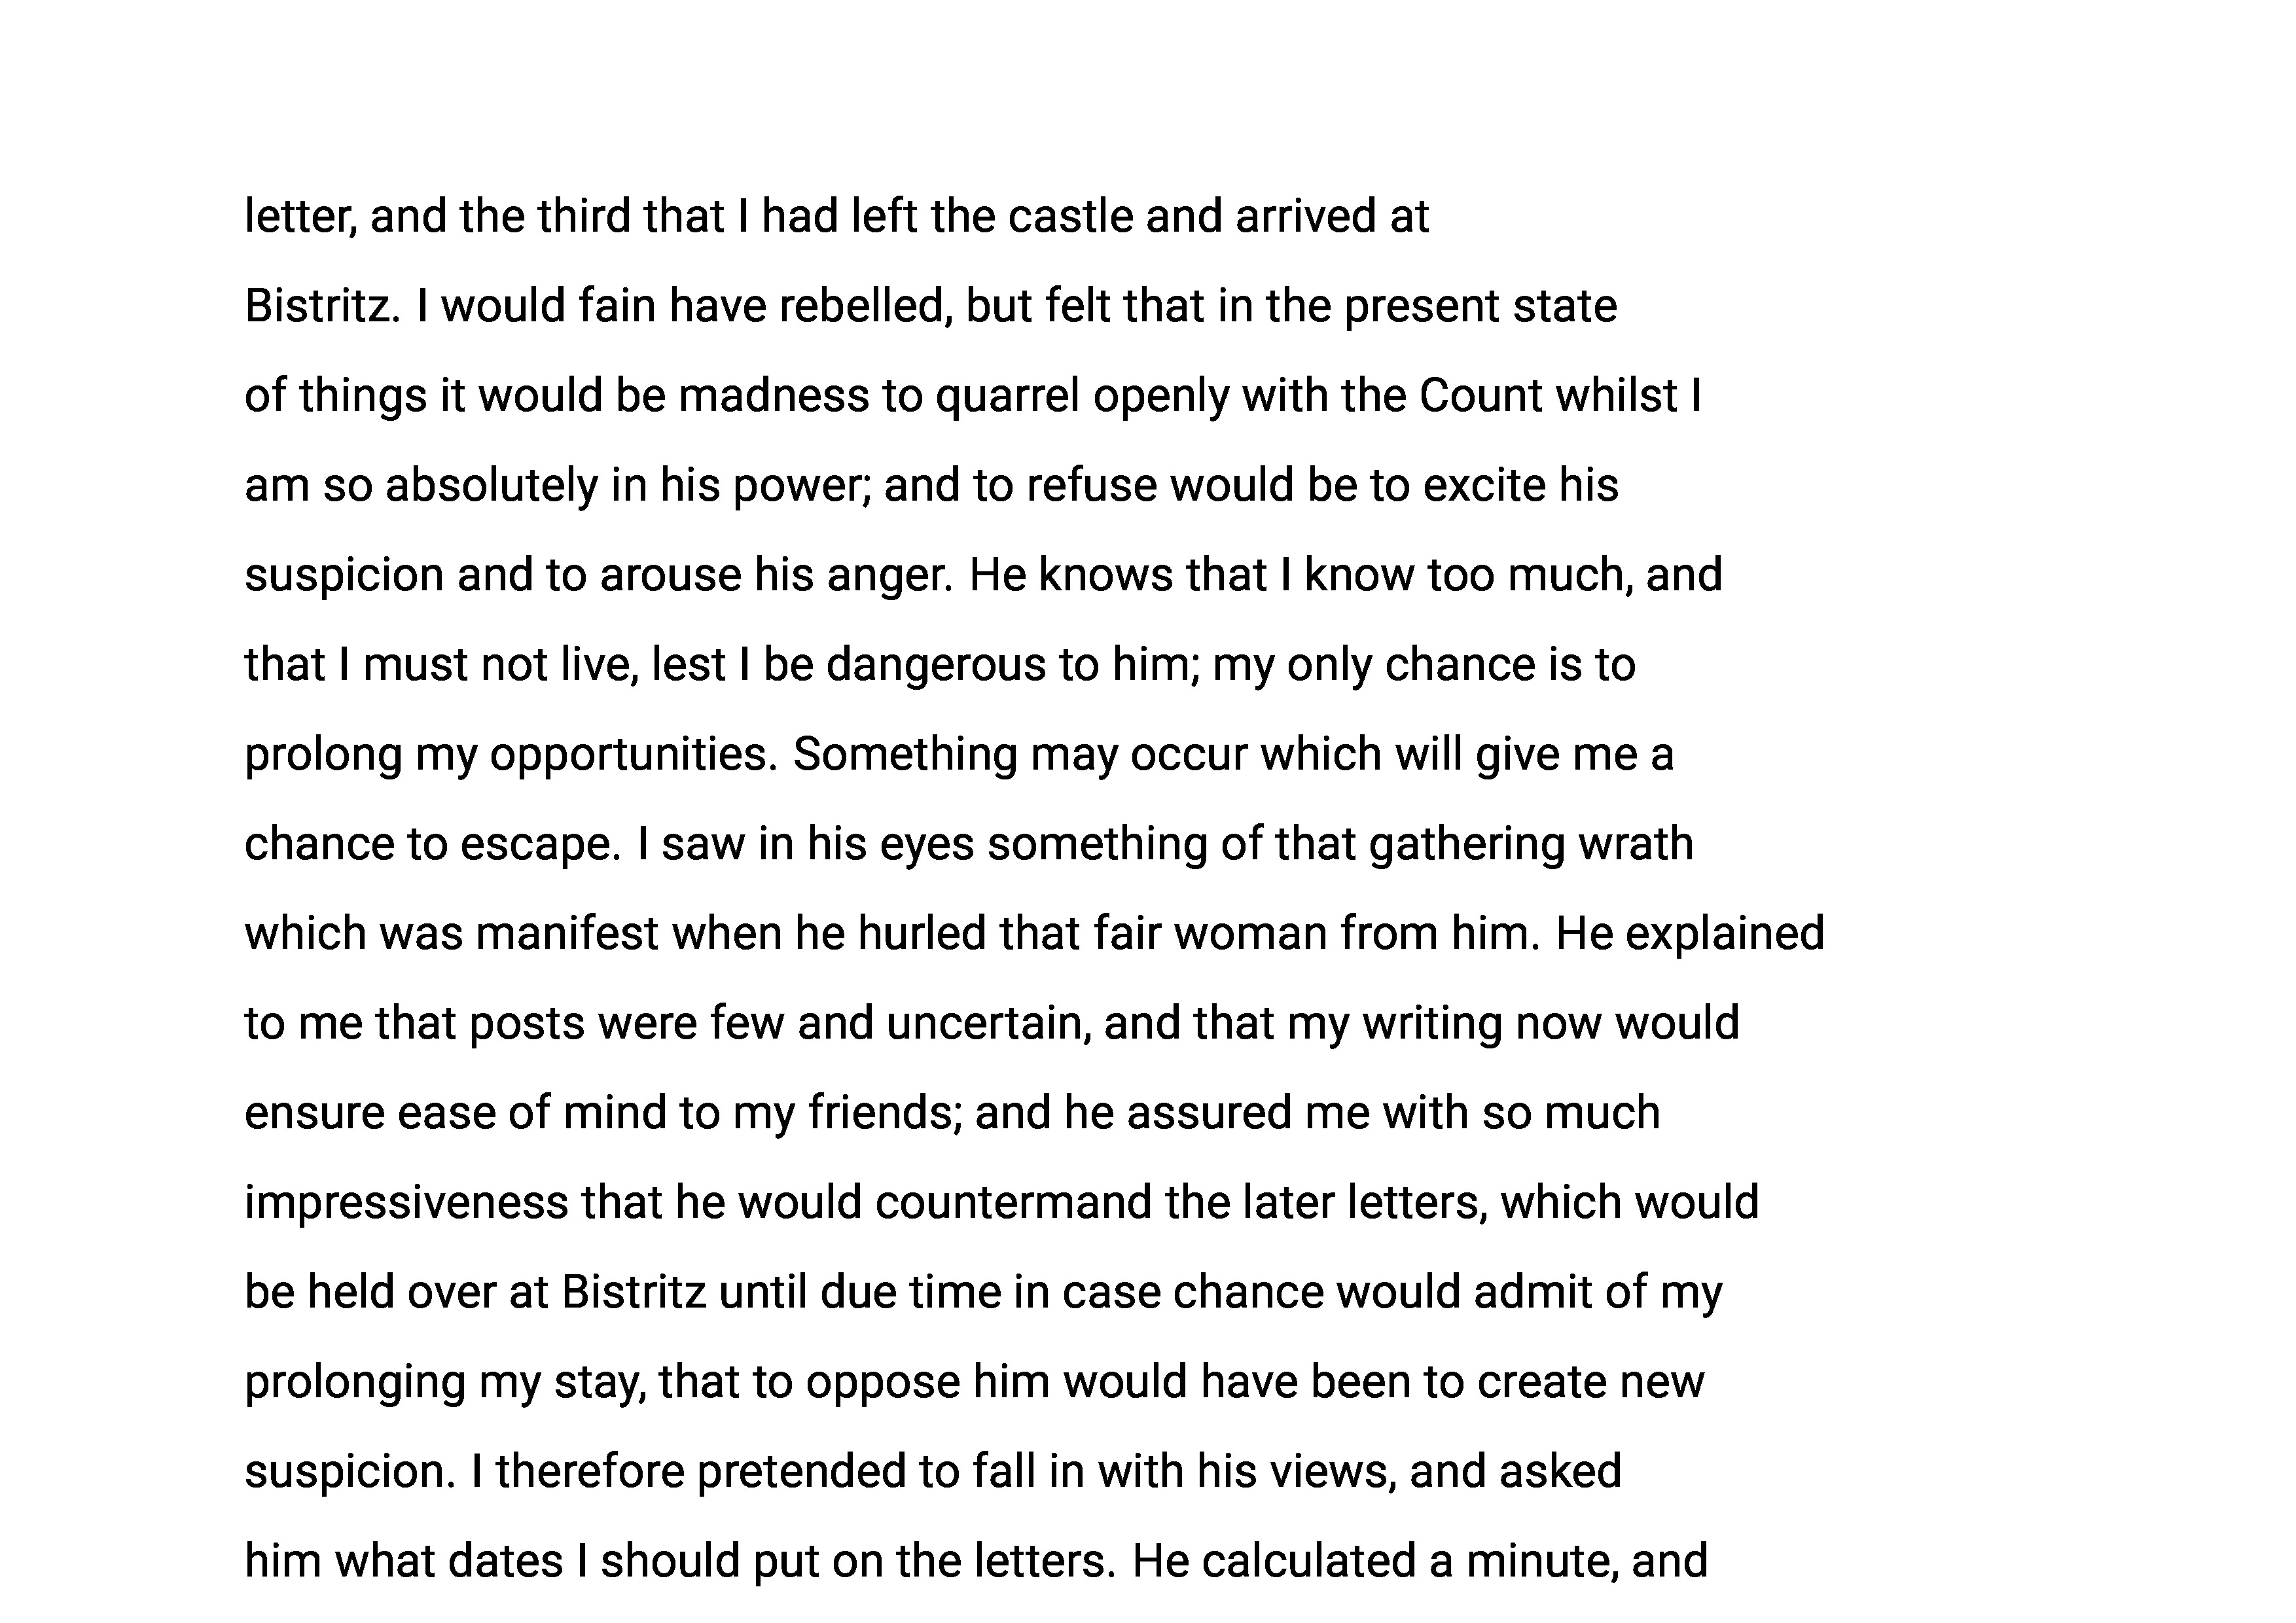 letter, and the third that I had left the castle and arrived at
Bistritz. I would fain have rebelled, but felt that in the present state
of things it would be madness to quarrel openly with the Count whilst I
am so absolutely in his power; and to refuse would be to excite his
suspicion and to arouse his anger. He knows that I know too much, and
that I must not live, lest I be dangerous to him; my only chance is to
prolong my opportunities. Something may occur which will give me a
chance to escape. I saw in his eyes something of that gathering wrath
which was manifest when he hurled that fair woman from him. He explained
to me that posts were few and uncertain, and that my writing now would
ensure ease of mind to my friends; and he assured me with so much
impressiveness that he would countermand the later letters, which would
be held over at Bistritz until due time in case chance would admit of my
prolonging my stay, that to oppose him would have been to create new
suspicion. I therefore pretended to fall in with his views, and asked
him what dates I should put on the letters. He calculated a minute, and